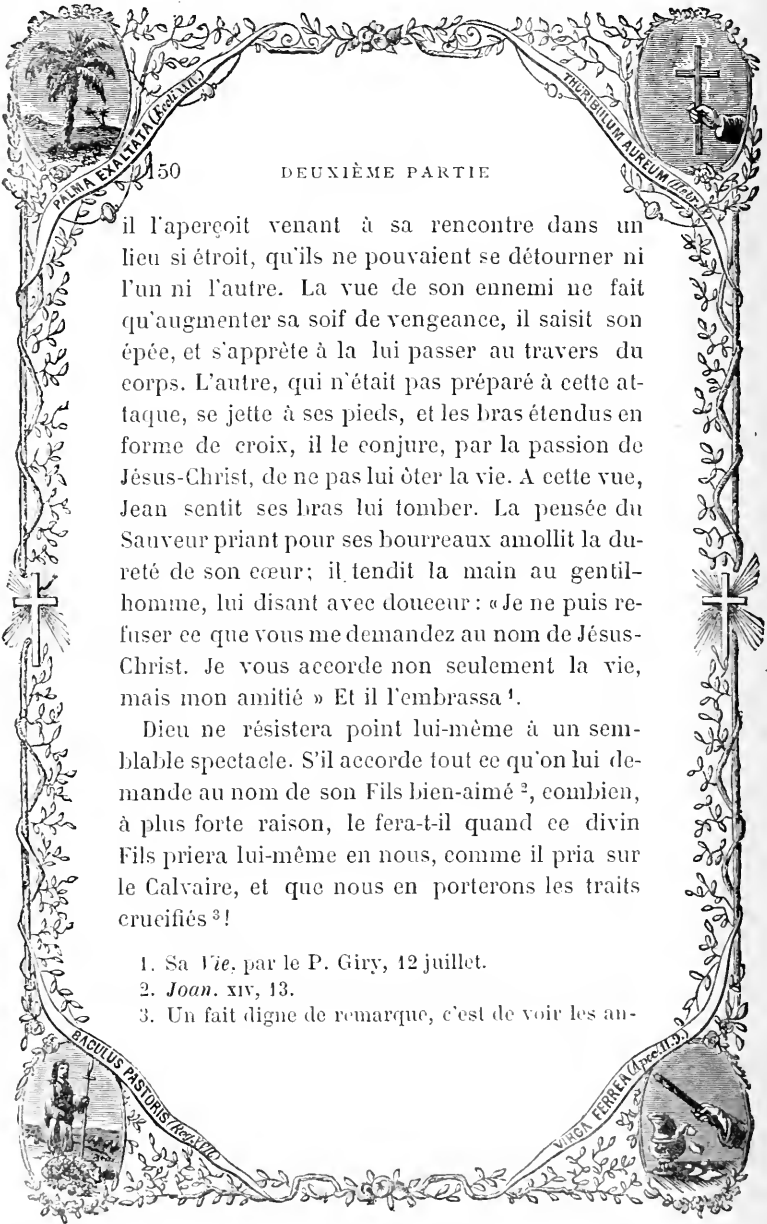 PALMA EXALTATA (Eccli. XXIV.)
THURIBULUM AUREUM (Hebr. IX)
150 DEUXIÈME PARTIE
il l'aperçoit venant à sa rencontre dans un
lieu si étroit, qu'ils ne pouvaient se détourner ni
l'un ni l'autre. La vue de son ennemi ne fait
qu'augmenter sa soif de vengeance, il saisit son
épée, et s'apprête à la lui passer au travers du
corps. L'autre, qui n'était pas préparé à cette at-
taque, se jette à ses pieds, et les bras étendus en
forme de croix, il le conjure, par la passion de
Jésus-Christ, de ne pas lui ôter la vie. A cette vue,
Jean sentit ses bras lui tomber. La pensée du
Sauveur priant pour ses bourreaux amollit la du-
reté de son cœur; il tendit la main au gentil-
homme, lui disant avec douceur : « Je ne puis re-
fuser ce que vous me demandez au nom de Jésus-
Christ. Je vous accorde non seulement la vie,
mais mon amitié » Et il l'embrassa ¹.
Dieu ne résistera point lui-même à un sem-
blable spectacle. S'il accorde tout ce qu'on lui de-
mande au nom de son Fils bien-aimé ², combien,
à plus forte raison, le fera-t-il quand ce divin
Fils priera lui-même en nous, comme il pria sur
le Calvaire, et que nous en porterons les traits
crucifiés ³ !
1. Sa Vie, par le P. Giry, 12 juillet.
2. Joan. XIV, 13.
3. Un fait digne de remarque, c'est de voir les an-
BACULUS PASTORIS
VIRGA FERREA (Apoc. II. 9.)